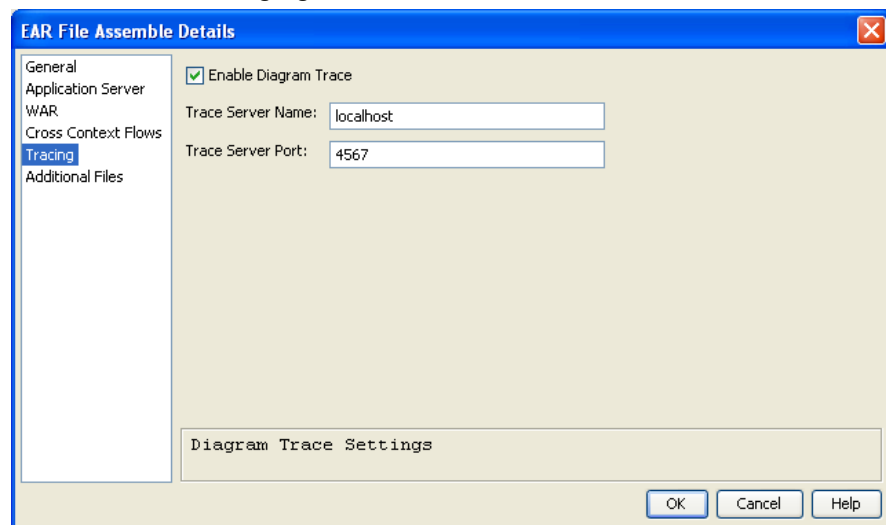 EAR File Assemble Details
General
Application Server
WAR
Cross Context Flows
Tracing
Additional Files
Enable Diagram Trace
Trace Server Name: localhost
Trace Server Port: 4567
Diagram Trace Settings
OK Cancel Help